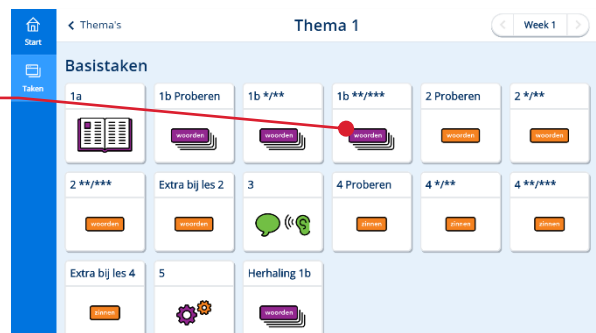 Start
Taken
Thema's
Thema 1
Week 1
Basistaken
1a
1b Proberen
1b */**
1b **/***
2 Proberen
2 */**
woorden
woorden
woorden
woorden
woorden
2 **/***
Extra bij les 2
3
4 Proberen
4 */**
4 **/***
woorden
woorden
zinnen
zinnen
zinnen
Extra bij les 4
5
Herhaling 1b
zinnen
woorden